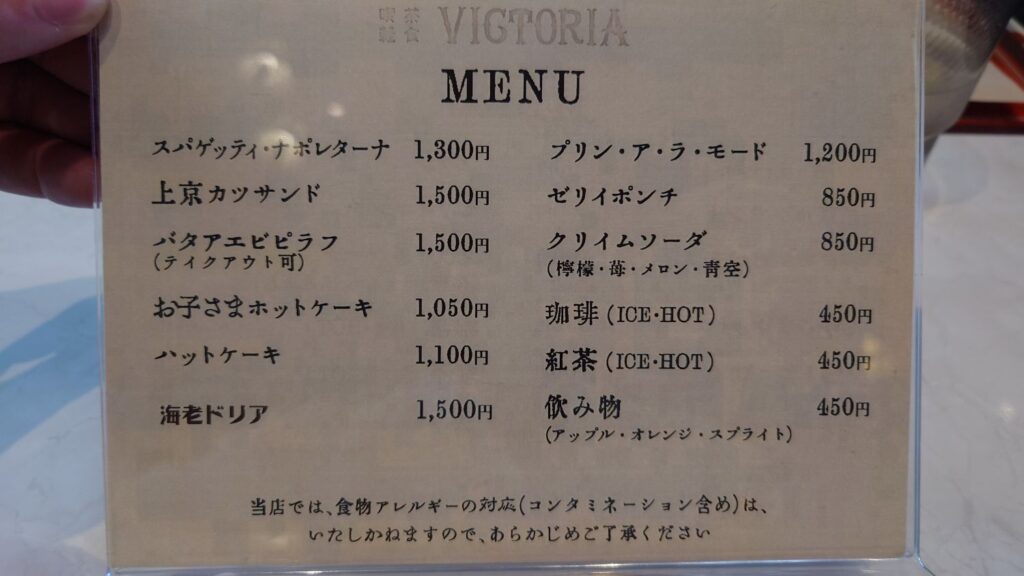 喫茶軽食 VICTORIA
MENU
スパゲッティ・ナポレターナ 1,300円
上京カツサンド 1,500円
バタアエビピラフ 1,500円
(テイクアウト可)
お子さまホットケーキ 1,050円
ハットケーキ 1,100円
海老ドリア 1,500円
プリン・ア・ラ・モード 1,200円
ゼリイポンチ 850円
クリイムソーダ 850円
(檸檬・苺・メロン・青空)
珈琲(ICE・HOT) 450円
紅茶(ICE・HOT) 450円
飲み物 450円
(アップル・オレンジ・スプライト)
当店では、食物アレルギーの対応(コンタミネーション含め)は、
いたしかねますので、あらかじめご了承ください